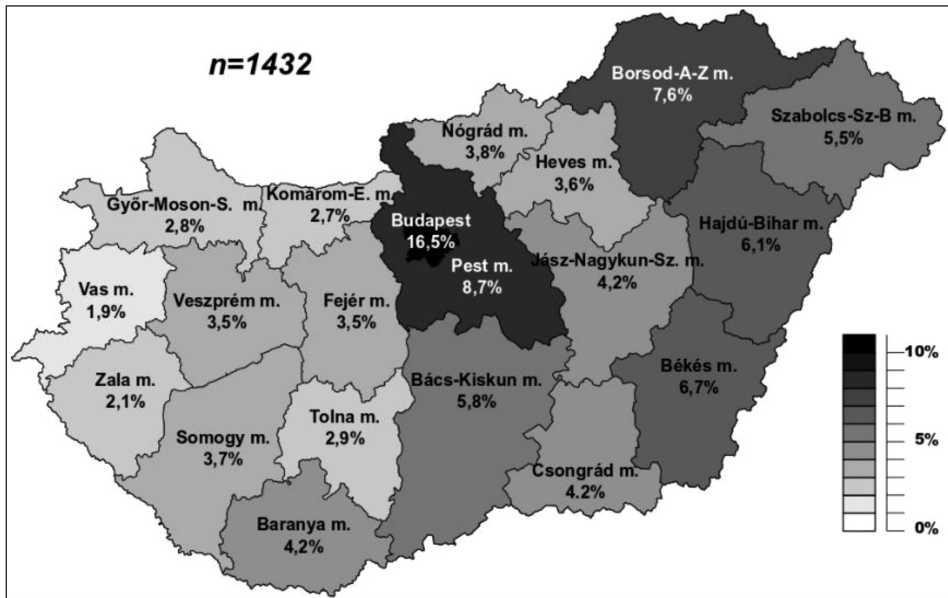 n=1432
Borsod-A-Z m.
7,6%
Szabolcs-Sz-B m.
5,5%
Nógrád m.
3,8%
Heves m.
3,6%
Győr-Moson-S. m.
2,8%
Komárom-E. m.
2,7%
Budapest
16,5%
Hajdú-Bihar m.
6,1%
Pest m.
8,7%
Jász-Nagykun-Sz. m.
4,2%
Vas m.
1,9%
Veszprém m.
3,5%
Fejér m.
3,5%
Zala m.
2,1%
Bács-Kiskun m.
5,8%
Békés m.
6,7%
Tolna m.
2,9%
Somogy m.
3,7%
Csongrád m.
4.2%
Baranya m.
4,2%
10%
5%
0%